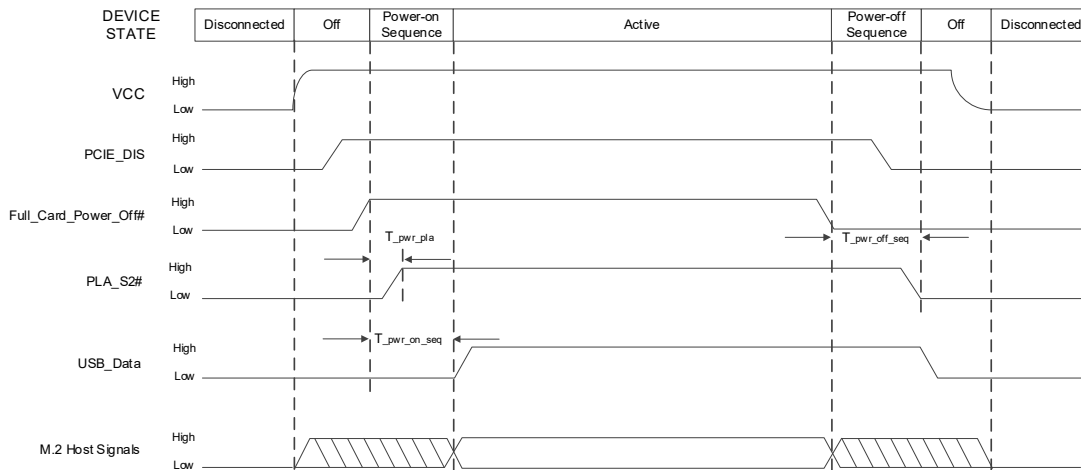 DEVICE
STATE
Disconnected
Off
Power-on
Sequence
Active
Power-off
Sequence
Off
Disconnected
VCC
High
Low
PCIE_DIS
High
Low
Full_Card_Power_Off#
High
Low
T_pwr_pla
T_pwr_off_seq
PLA_S2#
High
Low
T_pwr_on_seq
USB_Data
High
Low
M.2 Host Signals
High
Low